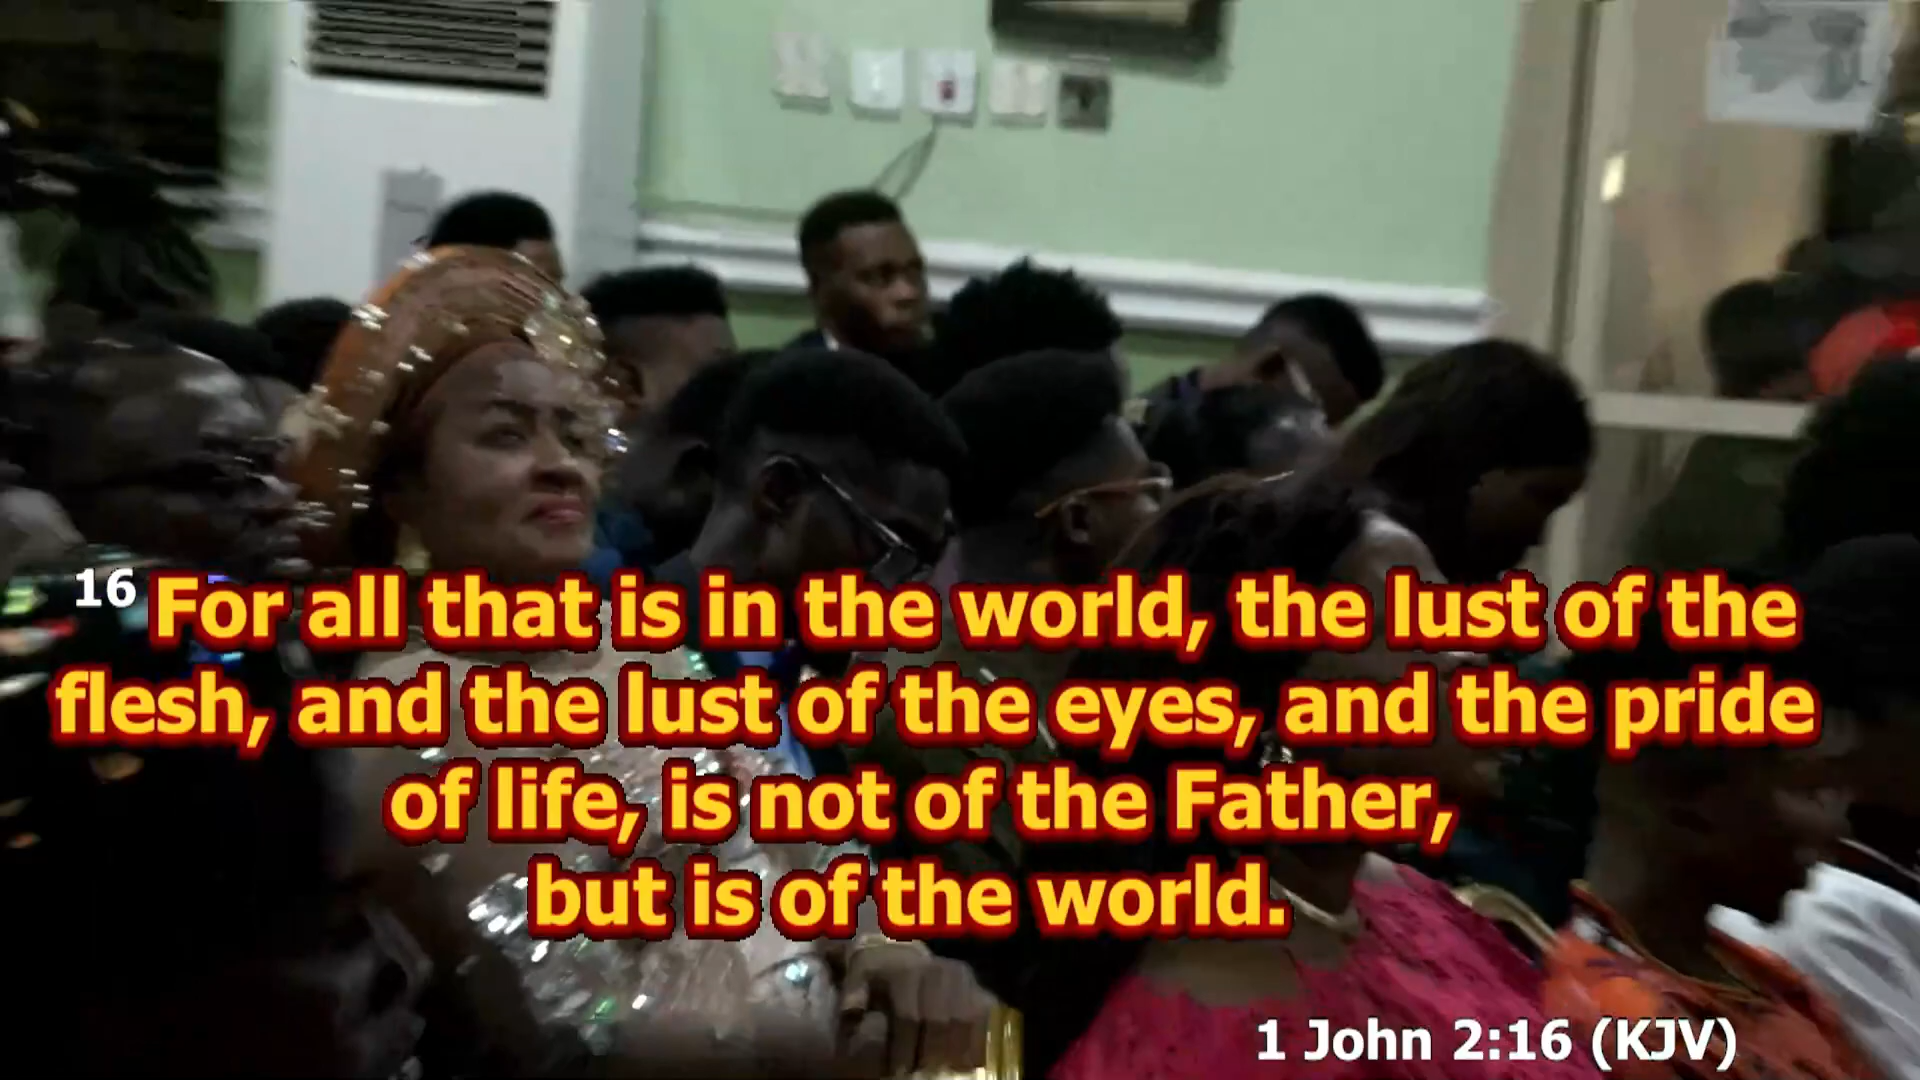 16 For all that is in the world, the lust of the
flesh, and the lust of the eyes, and the pride
of life, is not of the Father,
but is of the world.
1 John 2:16 (KJV)